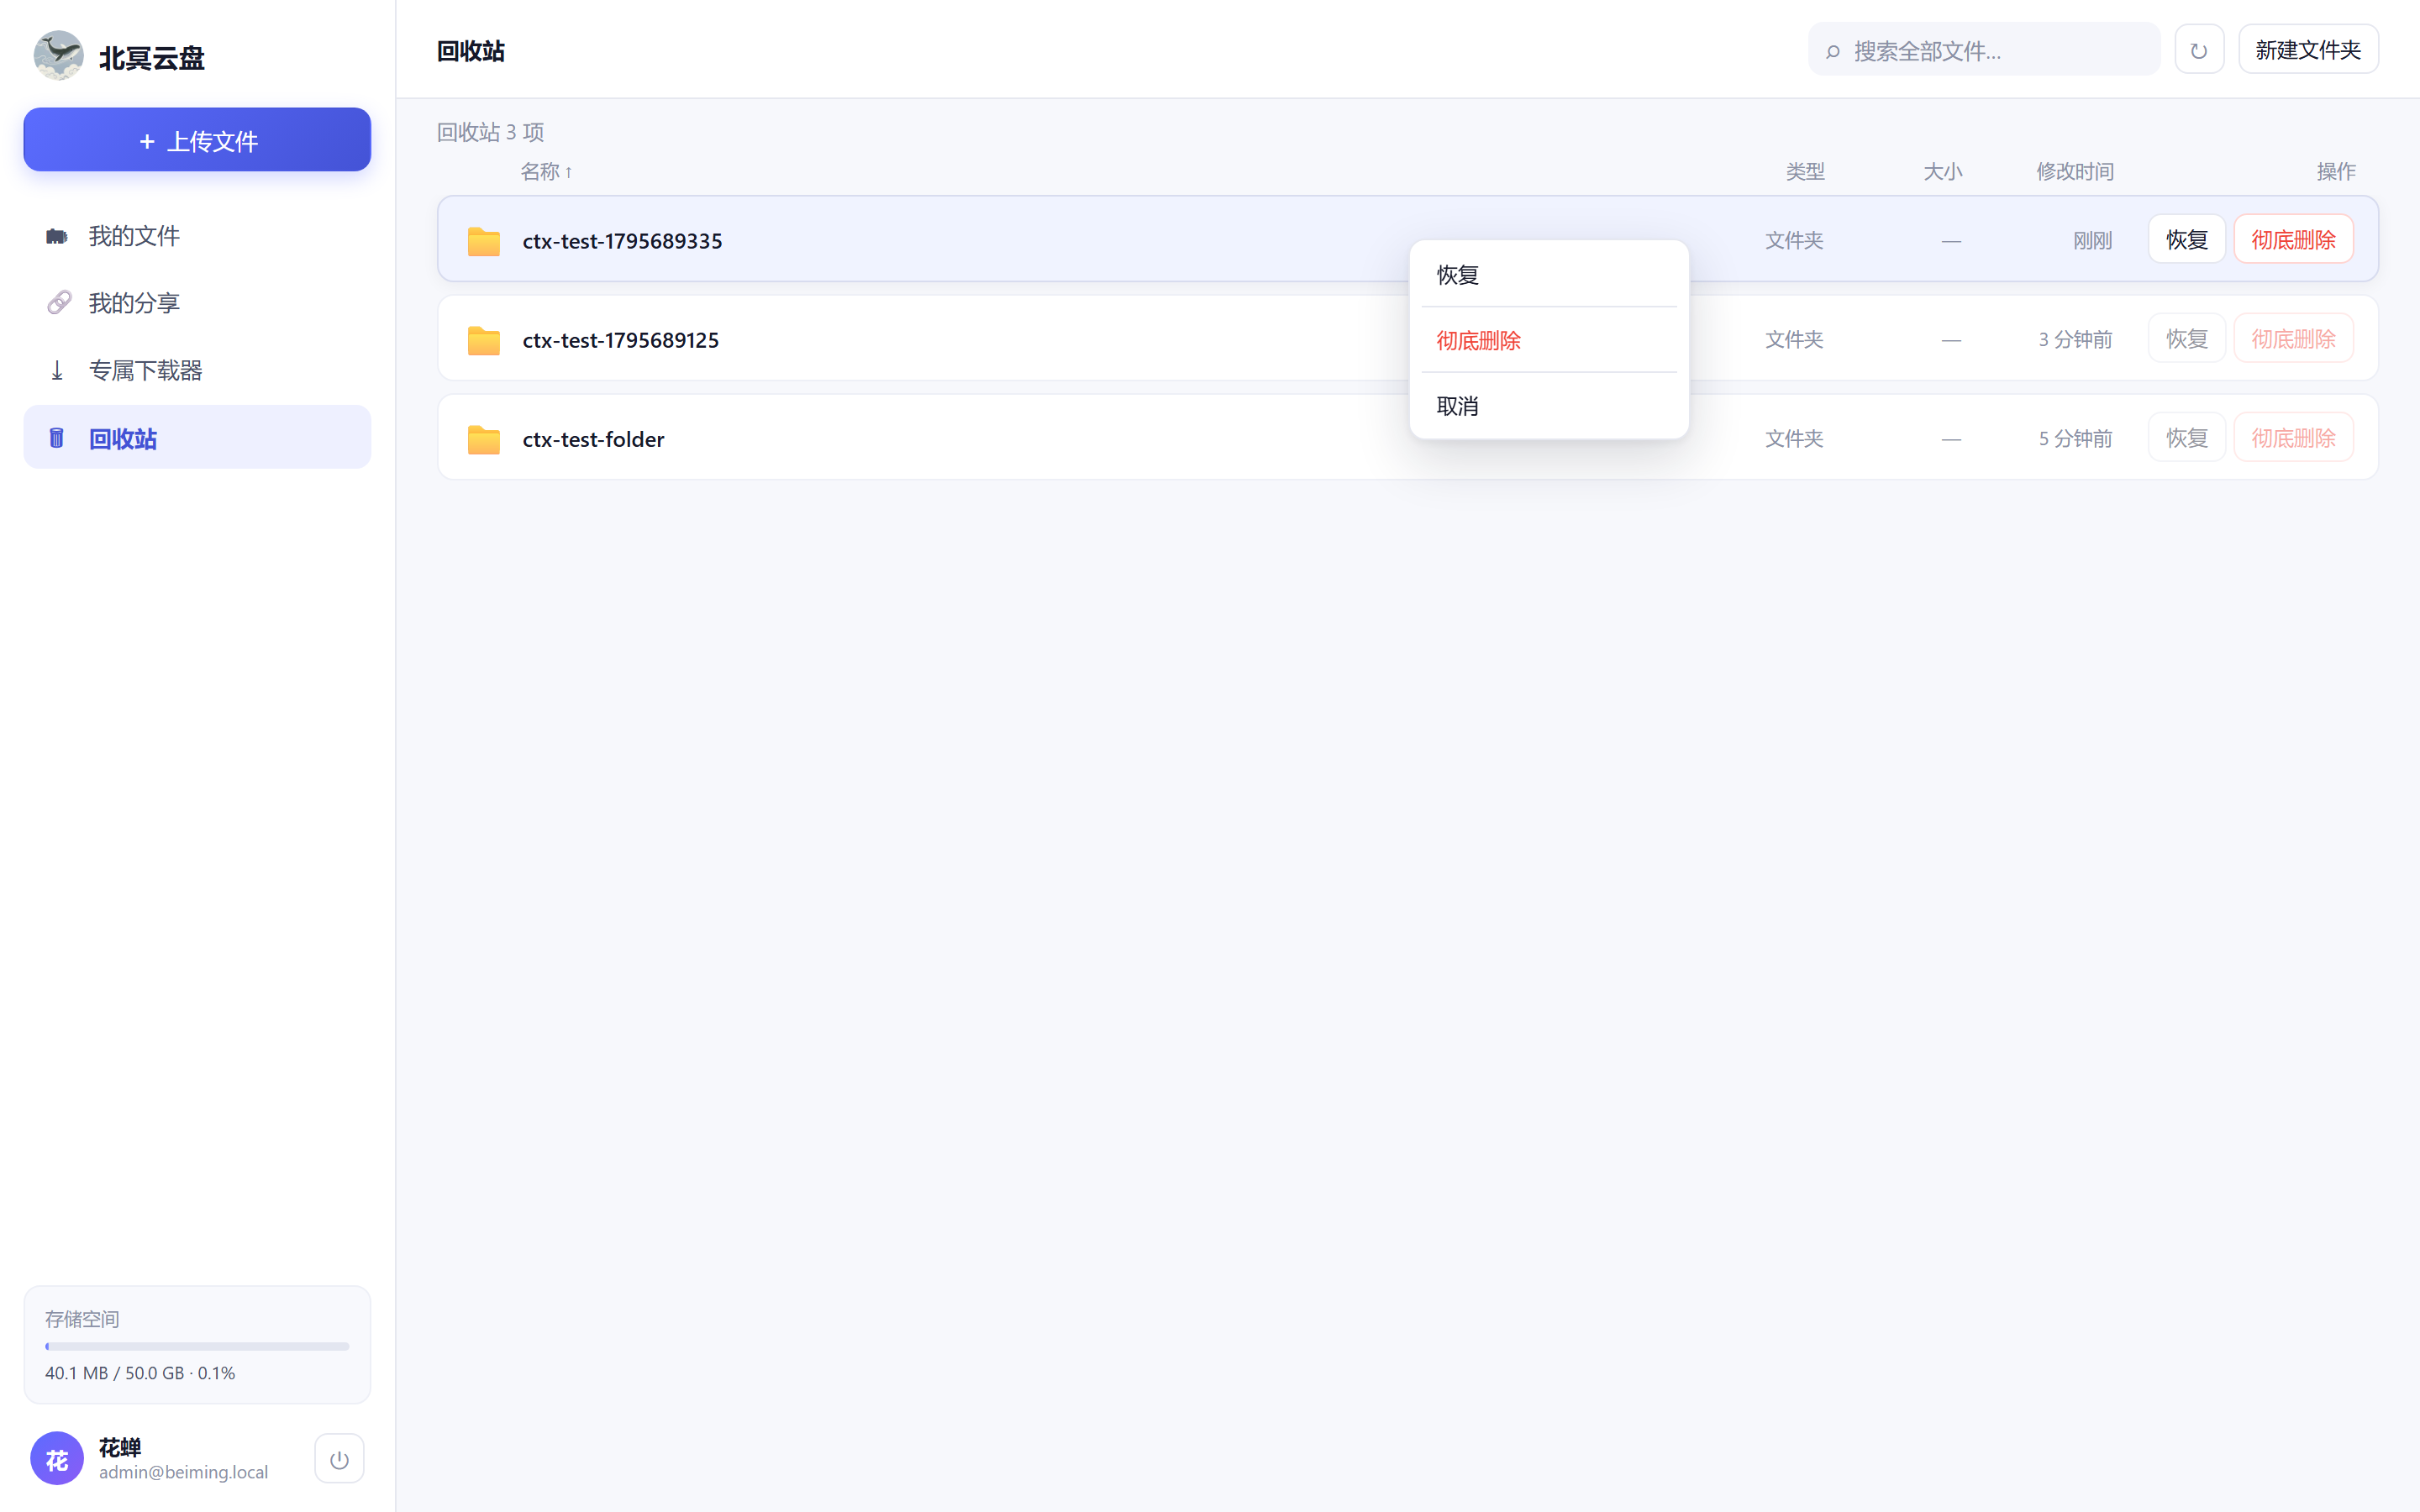 北冥云盘
+ 上传文件
我的文件
我的分享
专属下载器
回收站
存储空间
40.1 MB / 50.0 GB · 0.1%
花
花蝉
admin@beiming.local
回收站
搜索全部文件...
新建文件夹
回收站 3 项
名称 ↑ 类型 大小 修改时间 操作
ctx-test-1795689335 文件夹 — 刚刚 恢复 彻底删除
ctx-test-1795689125 文件夹 — 3 分钟前 恢复 彻底删除
ctx-test-folder 文件夹 — 5 分钟前 恢复 彻底删除
恢复
彻底删除
取消